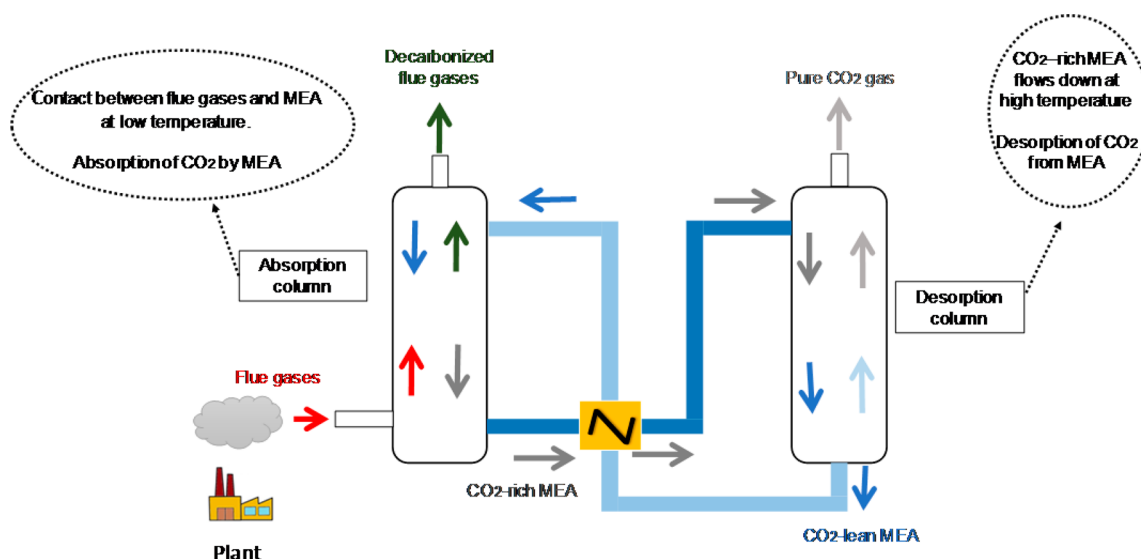 Decarbonized
flue gases
Pure CO2 gas
CO2-rich MEA
flows down at
high temperature
Desorption of CO2
from MEA
Contact between flue gases and MEA
at low temperature.
Absorption of CO2 by MEA
Absorption
column
Desorption
column
Flue gases
CO2-rich MEA
CO2-lean MEA
Plant